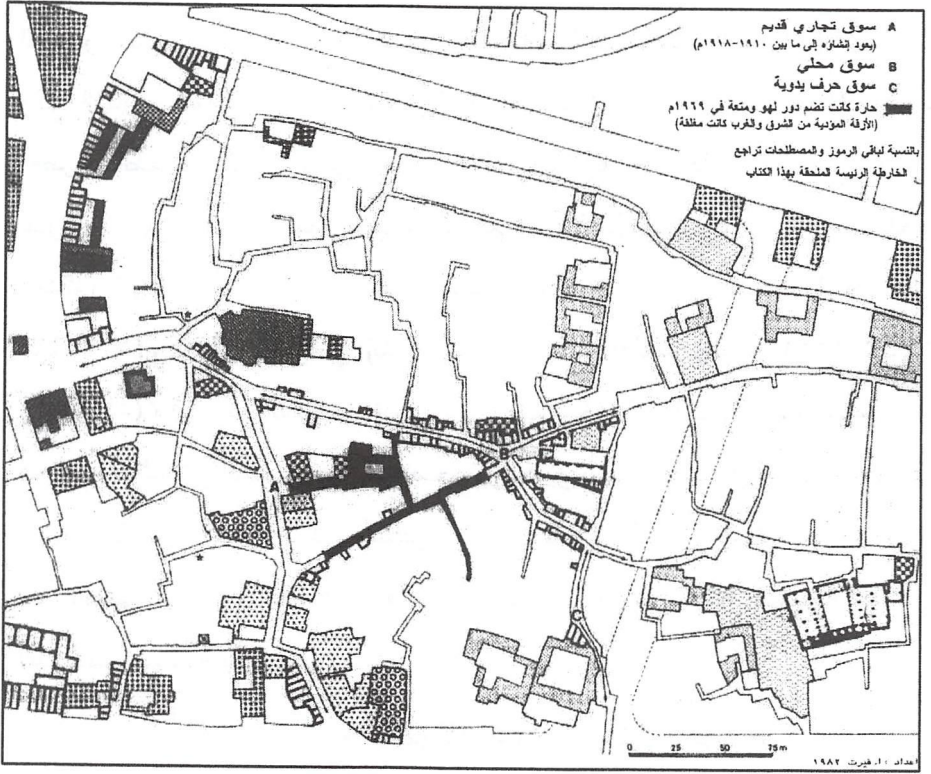 A سوق تجاري قديم
(يعود إنشاؤه إلى ما بين ١٩١٠-١٩١٨م)
B سوق محلي
C سوق حرف يدوية
حارة كانت تضم دور لهو ومتعة في ١٩٦٩م
(الأزقة المؤدية من الشرق والغرب كانت مغلقة)
بالنسبة لباقي الرموز والمصطلحات تراجع
الخارطة الرئيسة الملحقة بهذا الكتاب
B
A
C
0 25 50 75m
إعداد : ا. فيرت ١٩٨٢